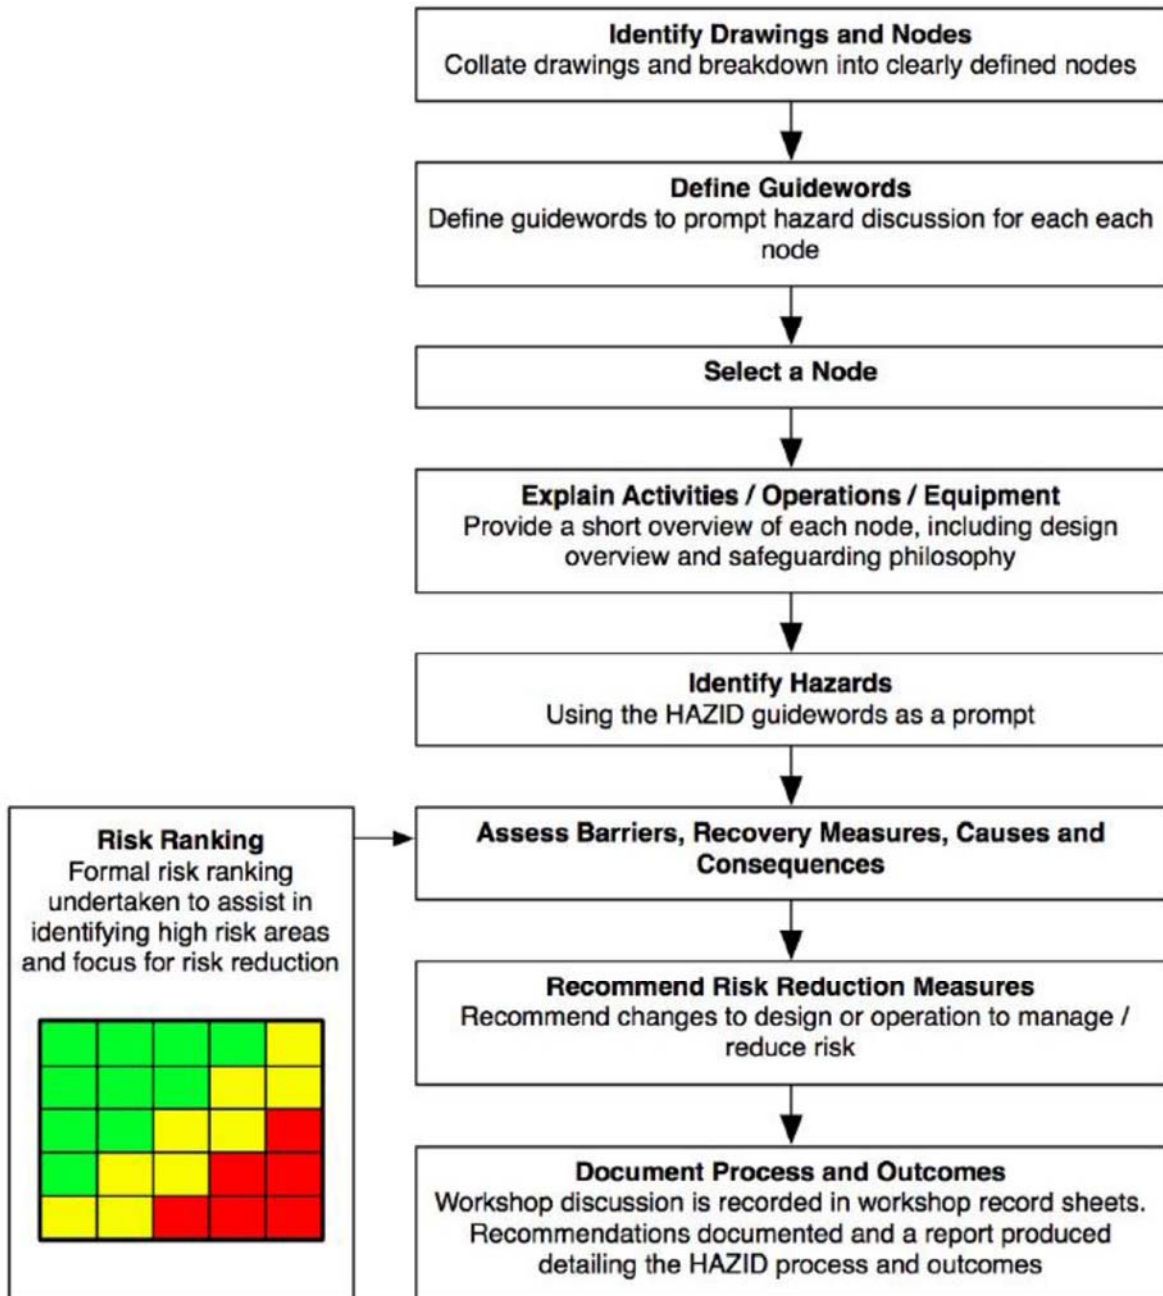 Identify Drawings and Nodes
Collate drawings and breakdown into clearly defined nodes
Define Guidewords
Define guidewords to prompt hazard discussion for each each
node
Select a Node
Explain Activities / Operations / Equipment
Provide a short overview of each node, including design
overview and safeguarding philosophy
Identify Hazards
Using the HAZID guidewords as a prompt
Risk Ranking
Formal risk ranking
undertaken to assist in
identifying high risk areas
and focus for risk reduction
Assess Barriers, Recovery Measures, Causes and
Consequences
Recommend Risk Reduction Measures
Recommend changes to design or operation to manage /
reduce risk
Document Process and Outcomes
Workshop discussion is recorded in workshop record sheets.
Recommendations documented and a report produced
detailing the HAZID process and outcomes